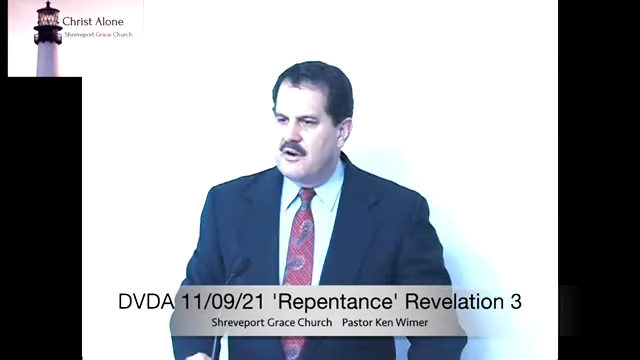 Christ Alone
Shreveport Grace Church
DVDA 11/09/21 'Repentance' Revelation 3
Shreveport Grace Church Pastor Ken Wimer